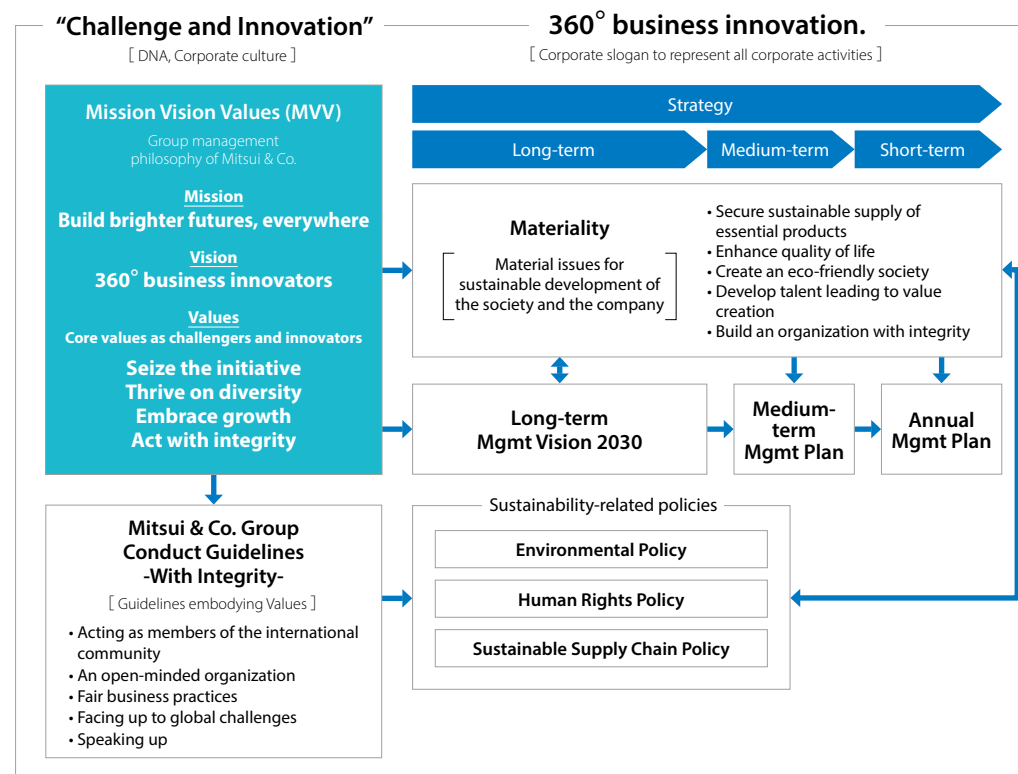 “Challenge and Innovation”
[ DNA, Corporate culture ]
360° business innovation.
[ Corporate slogan to represent all corporate activities ]
Mission Vision Values (MVV)
Group management
philosophy of Mitsui & Co.
Mission
Build brighter futures, everywhere
Vision
360° business innovators
Values
Core values as challengers and innovators
Seize the initiative
Thrive on diversity
Embrace growth
Act with integrity
Strategy
Long-term
Medium-term
Short-term
Materiality
Material issues for
sustainable development of
the society and the company
• Secure sustainable supply of
essential products
• Enhance quality of life
• Create an eco-friendly society
• Develop talent leading to value
creation
• Build an organization with integrity
Long-term
Mgmt Vision 2030
Medium-
term
Mgmt Plan
Annual
Mgmt Plan
Mitsui & Co. Group
Conduct Guidelines
-With Integrity-
[ Guidelines embodying Values ]
• Acting as members of the international
community
• An open-minded organization
• Fair business practices
• Facing up to global challenges
• Speaking up
Sustainability-related policies
Environmental Policy
Human Rights Policy
Sustainable Supply Chain Policy